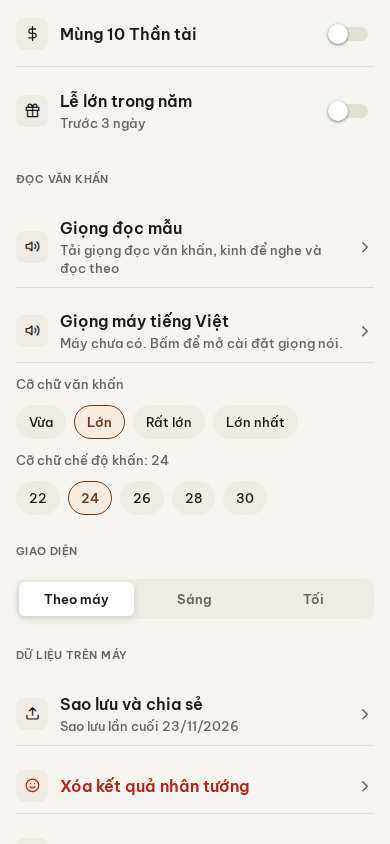 Mùng 10 Thần tài
Lễ lớn trong năm
Trước 3 ngày
ĐỌC VĂN KHẤN
Giọng đọc mẫu
Tải giọng đọc văn khấn, kinh để nghe và
đọc theo
Giọng máy tiếng Việt
Máy chưa có. Bấm để mở cài đặt giọng nói.
Cỡ chữ văn khấn
Vừa Lớn Rất lớn Lớn nhất
Cỡ chữ chế độ khấn: 24
22 24 26 28 30
GIAO DIỆN
Theo máy Sáng Tối
DỮ LIỆU TRÊN MÁY
Sao lưu và chia sẻ
Sao lưu lần cuối 23/11/2026
Xóa kết quả nhân tướng